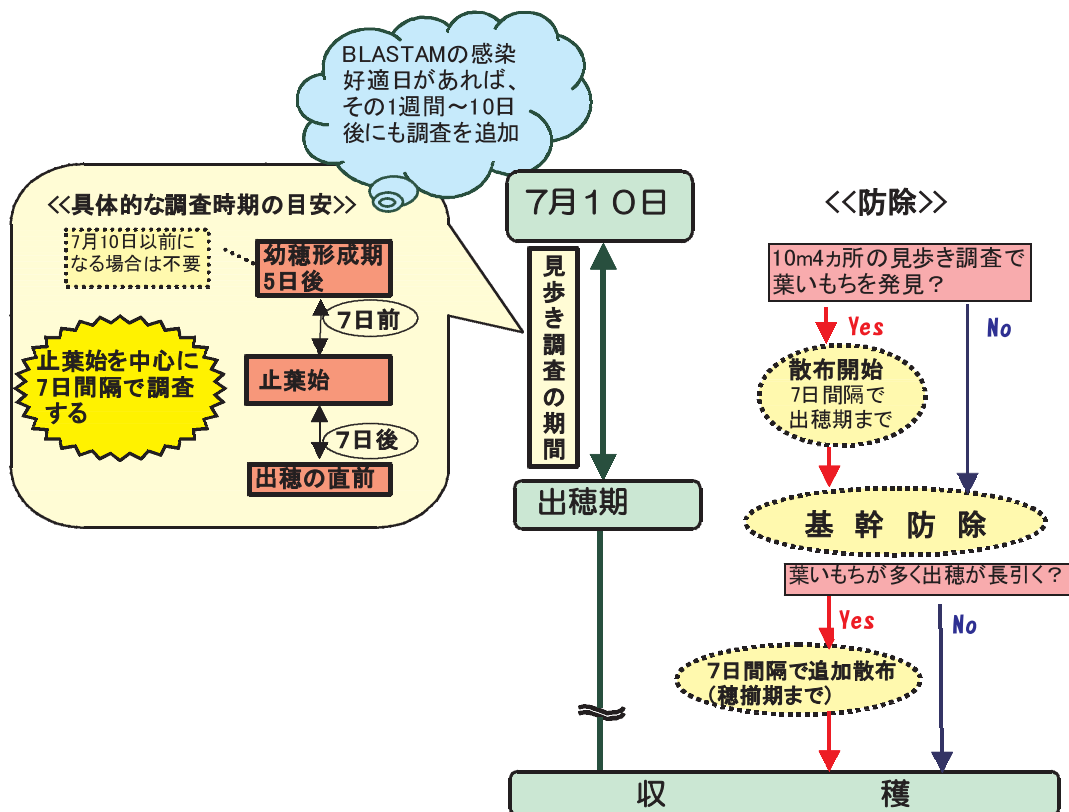 BLASTAMの感染
好適日があれば、
その1週間～10日
後にも調査を追加
≪具体的な調査時期の目安≫
7月10日以前に
なる場合は不要
幼穂形成期
5日後
7日前
止葉始を中心に
7日間隔で調査
する
止葉始
7日後
出穂の直前
7月１０日
見歩き調査の期間
出穂期
≪防除≫
10m4ヵ所の見歩き調査で
葉いもちを発見？
Yes
No
散布開始
7日間隔で
出穂期まで
基幹防除
葉いもちが多く出穂が長引く？
Yes
No
7日間隔で追加散布
（穂揃期まで）
収穫